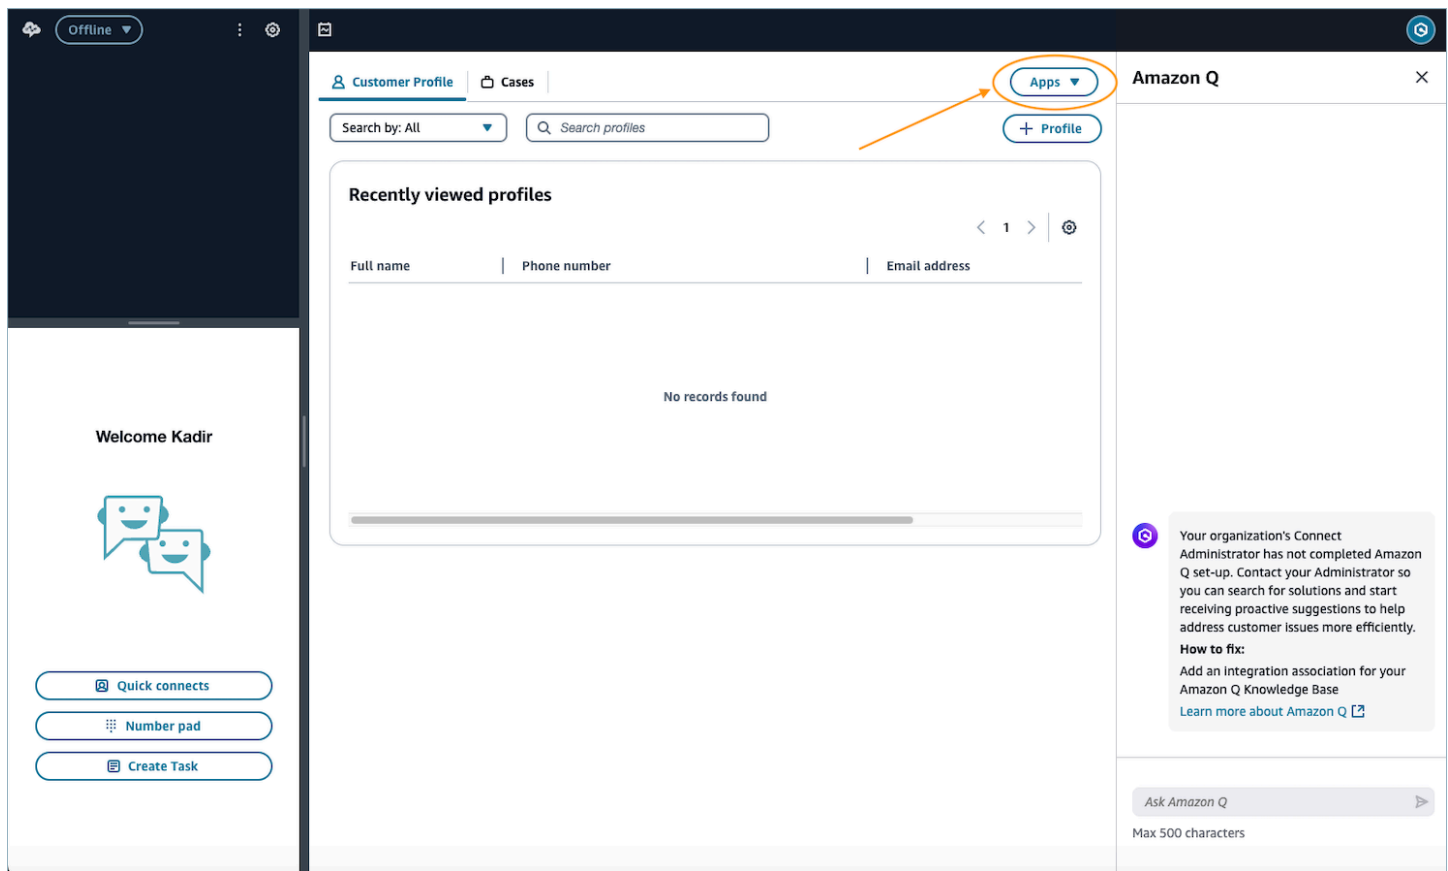 Offline
Customer Profile
Cases
Apps
Search by: All
Search profiles
Profile
Recently viewed profiles
1
Full name
Phone number
Email address
No records found
Welcome Kadir
Quick connects
Number pad
Create Task
Amazon Q
Your organization's Connect
Administrator has not completed Amazon
Q set-up. Contact your Administrator so
you can search for solutions and start
receiving proactive suggestions to help
address customer issues more efficiently.
How to fix:
Add an integration association for your
Amazon Q Knowledge Base
Learn more about Amazon Q
Ask Amazon Q
Max 500 characters